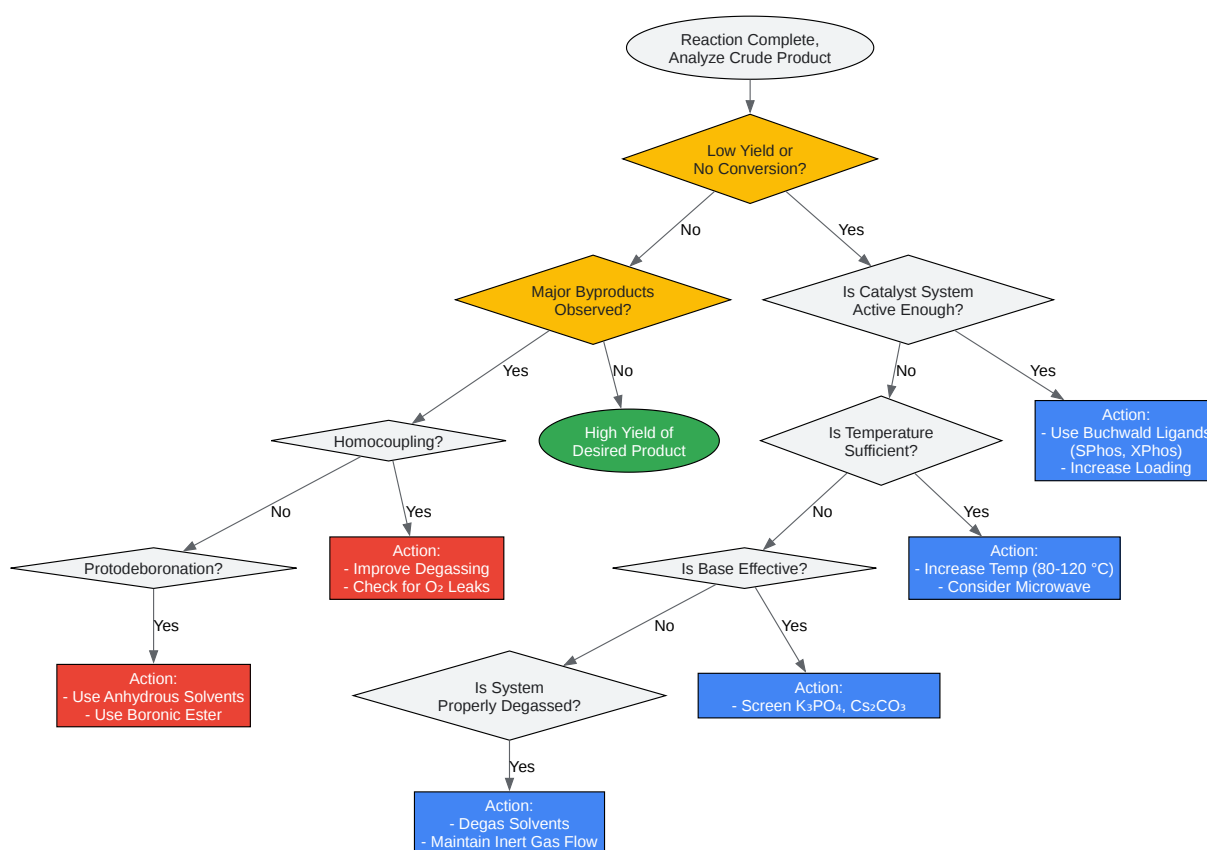 Reaction Complete,
Analyze Crude Product
Low Yield or
No Conversion?
No
Yes
Major Byproducts
Observed?
Is Catalyst System
Active Enough?
Yes
No
No
Yes
Homocoupling?
High Yield of
Desired Product
Is Temperature
Sufficient?
Action:
- Use Buchwald Ligands
(SPhos, XPhos)
- Increase Loading
No
Yes
No
Yes
Protodeboronation?
Action:
- Improve Degassing
- Check for O₂ Leaks
Is Base Effective?
Action:
- Increase Temp (80-120 °C)
- Consider Microwave
Yes
No
Yes
Action:
- Use Anhydrous Solvents
- Use Boronic Ester
Is System
Properly Degassed?
Action:
- Screen K₃PO₄, Cs₂CO₃
Yes
Action:
- Degas Solvents
- Maintain Inert Gas Flow